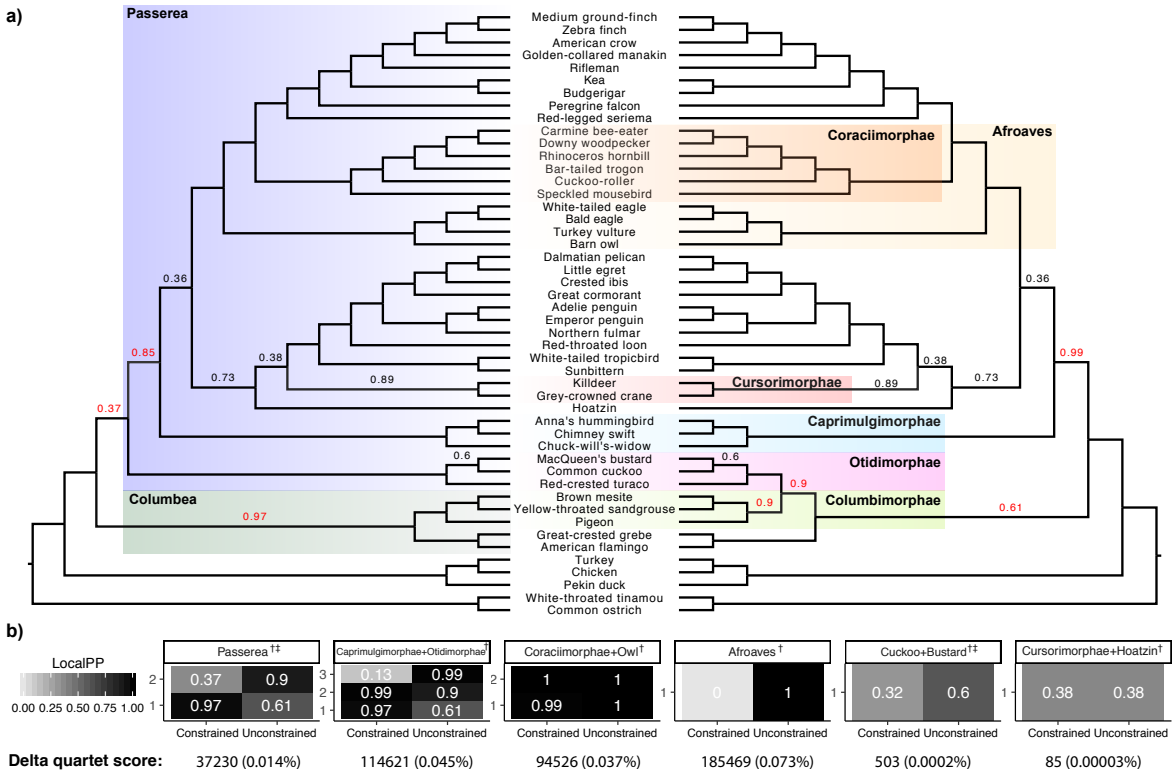 a)
Passerea
Medium ground-finch
Zebra finch
American crow
Golden-collared manakin
Rifleman
Kea
Budgerigar
Peregrine falcon
Red-legged seriema
Carmine bee-eater
Coraciimorphae
Afroaves
Downy woodpecker
Rhinoceros hornbill
Bar-tailed trogon
Cuckoo-roller
Speckled mousebird
White-tailed eagle
Bald eagle
Turkey vulture
Barn owl
Dalmatian pelican
Little egret
0.36
0.36
Crested ibis
Great cormorant
Adelie penguin
Emperor penguin
Northern fulmar
Red-throated loon
0.85
0.38
White-tailed tropicbird
0.38
0.99
Sunbittern
0.73
0.89
Killdeer
Cursorimorphae
0.89
0.73
Grey-crowned crane
0.37
Hoatzin
Anna's hummingbird
Caprimulgimorphae
Chimney swift
Chuck-will's-widow
0.6
MacQueen's bustard
0.6
Otidimorphae
Common cuckoo
Red-crested turaco
0.9
Columbea
Brown mesite
0.9
Columbimorphae
0.97
Yellow-throated sandgrouse
0.61
Pigeon
Great-crested grebe
American flamingo
Turkey
Chicken
Pekin duck
White-throated tinamou
Common ostrich
b)
LocalPP
0.00 0.25 0.50 0.75 1.00
Passerea†‡
2 0.37 0.9
1 0.97 0.61
Constrained Unconstrained
Caprimulgimorphae+Otidimorphae†
3 0.13 0.99
2 0.99 0.9
1 0.97 0.61
Constrained Unconstrained
Coraciimorphae+Owl†
2 1 1
1 0.99 1
Constrained Unconstrained
Afroaves†
1 0 1
Constrained Unconstrained
Cuckoo+Bustard†‡
1 0.32 0.6
Constrained Unconstrained
Cursorimorphae+Hoatzin†
1 0.38 0.38
Constrained Unconstrained
Delta quartet score: 37230 (0.014%) 114621 (0.045%) 94526 (0.037%) 185469 (0.073%) 503 (0.0002%) 85 (0.00003%)